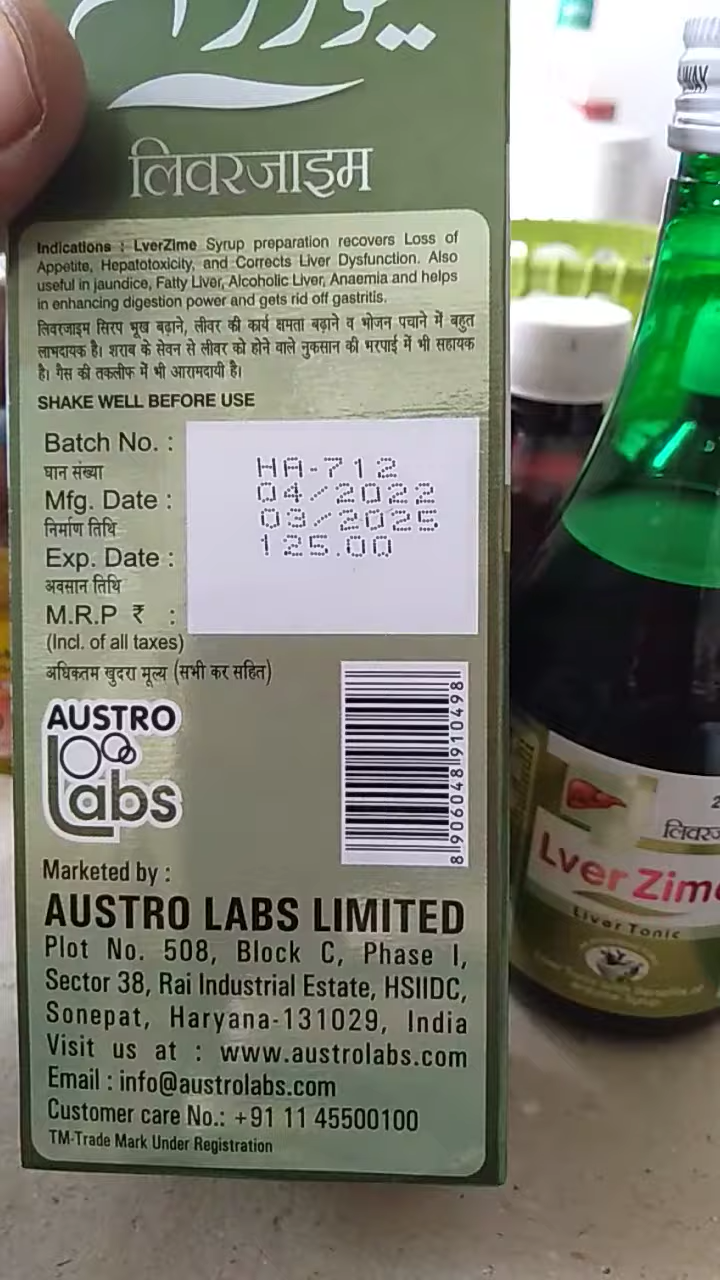 लिवरजाइम
Indications : LverZime Syrup preparation recovers Loss of
Appetite, Hepatotoxicity, and Corrects Liver Dysfunction. Also
useful in jaundice, Fatty Liver, Alcoholic Liver, Anaemia and helps
in enhancing digestion power and gets rid off gastritis.
लिवरजाइम सिरप भूख बढ़ाने, लीवर की कार्य क्षमता बढ़ाने व भोजन पचाने में बहुत
लाभदायक है। शराब के सेवन से लीवर को होने वाले नुकसान की भरपाई में भी सहायक
है। गैस की तकलीफ में भी आरामदायी है।
SHAKE WELL BEFORE USE
Batch No. :
घान संख्या
Mfg. Date :
निर्माण तिथि
Exp. Date :
अवसान तिथि
M.R.P ₹ :
(Incl. of all taxes)
अधिकतम खुदरा मूल्य (सभी कर सहित)
HA-712
04/2022
03/2025
125.00
8906048910498
AUSTRO
Labs
Marketed by :
AUSTRO LABS LIMITED
Plot No. 508, Block C, Phase I,
Sector 38, Rai Industrial Estate, HSIIDC,
Sonepat, Haryana-131029, India
Visit us at : www.austrolabs.com
Email : info@austrolabs.com
Customer care No.: +91 11 45500100
TM-Trade Mark Under Registration
LverZime
Liver Tonic